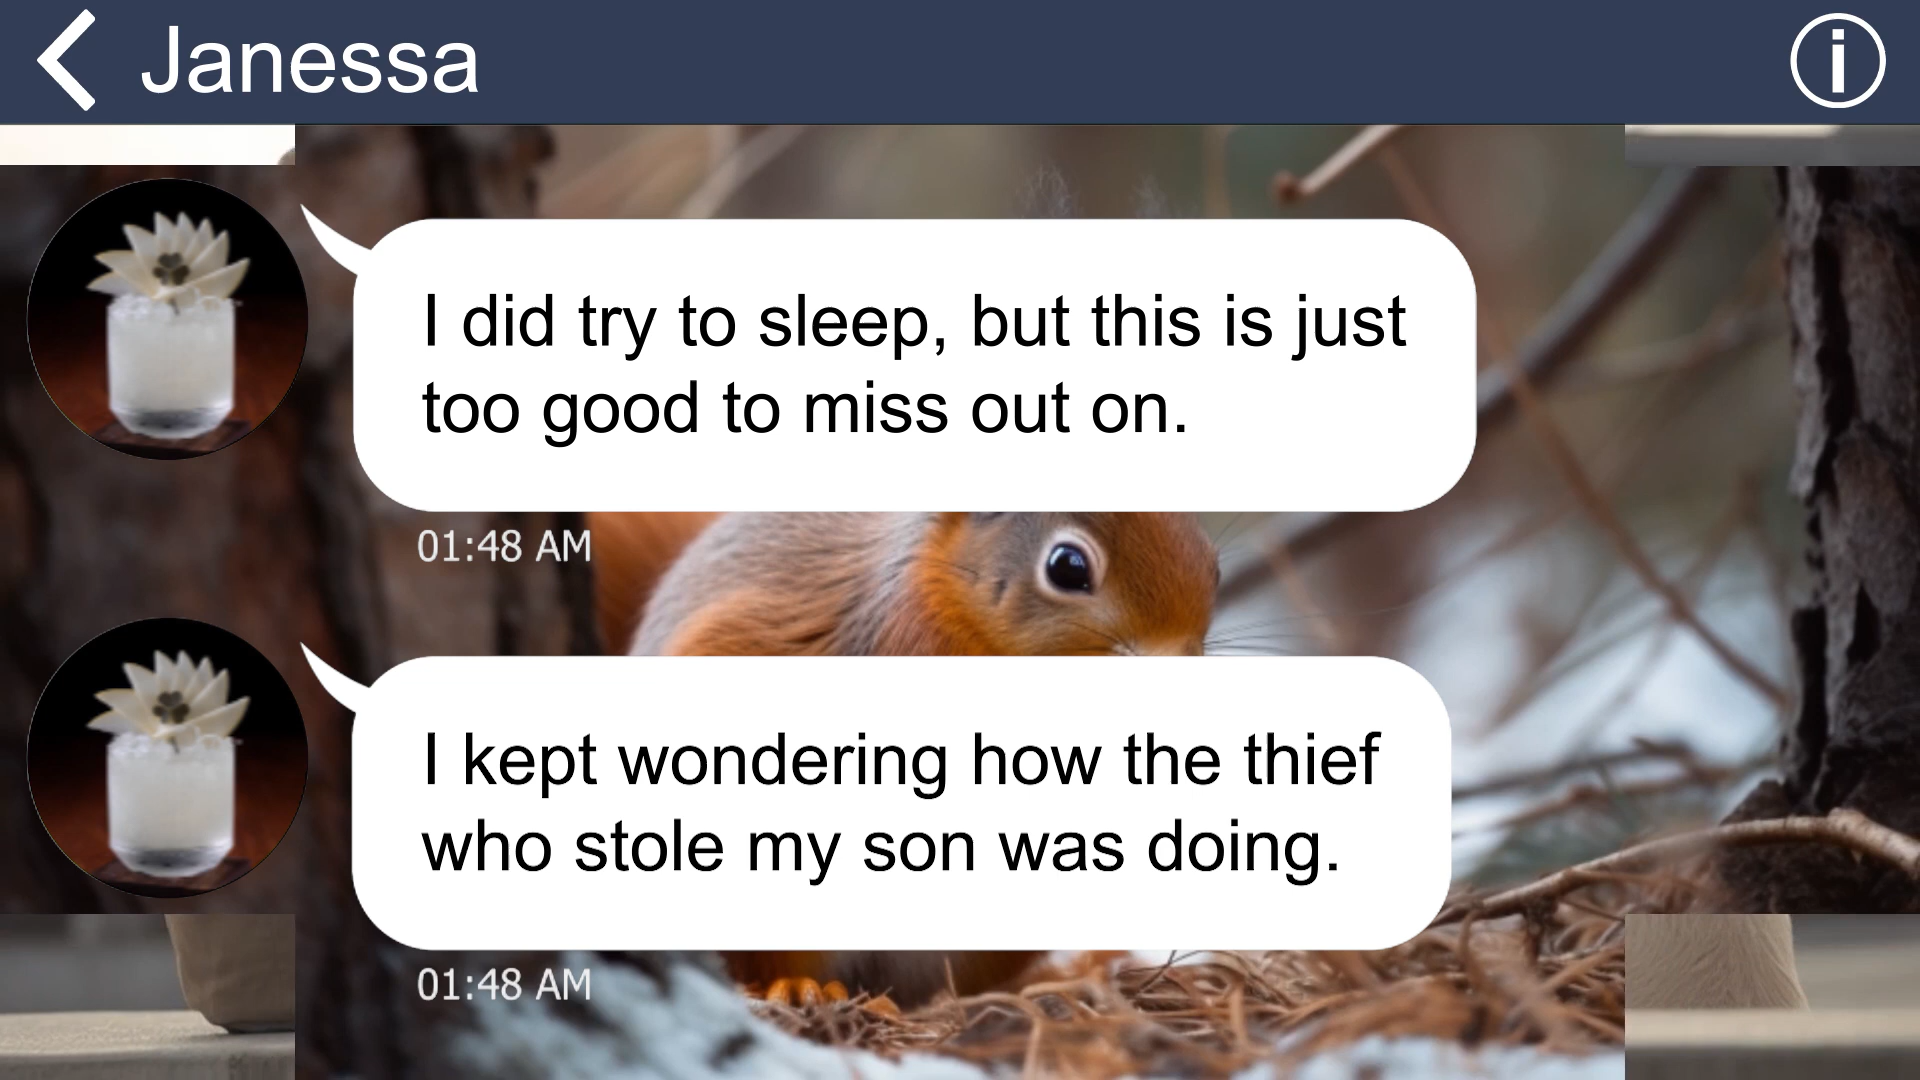 Janessa
I did try to sleep, but this is just
too good to miss out on.
01:48 AM
I kept wondering how the thief
who stole my son was doing.
01:48 AM